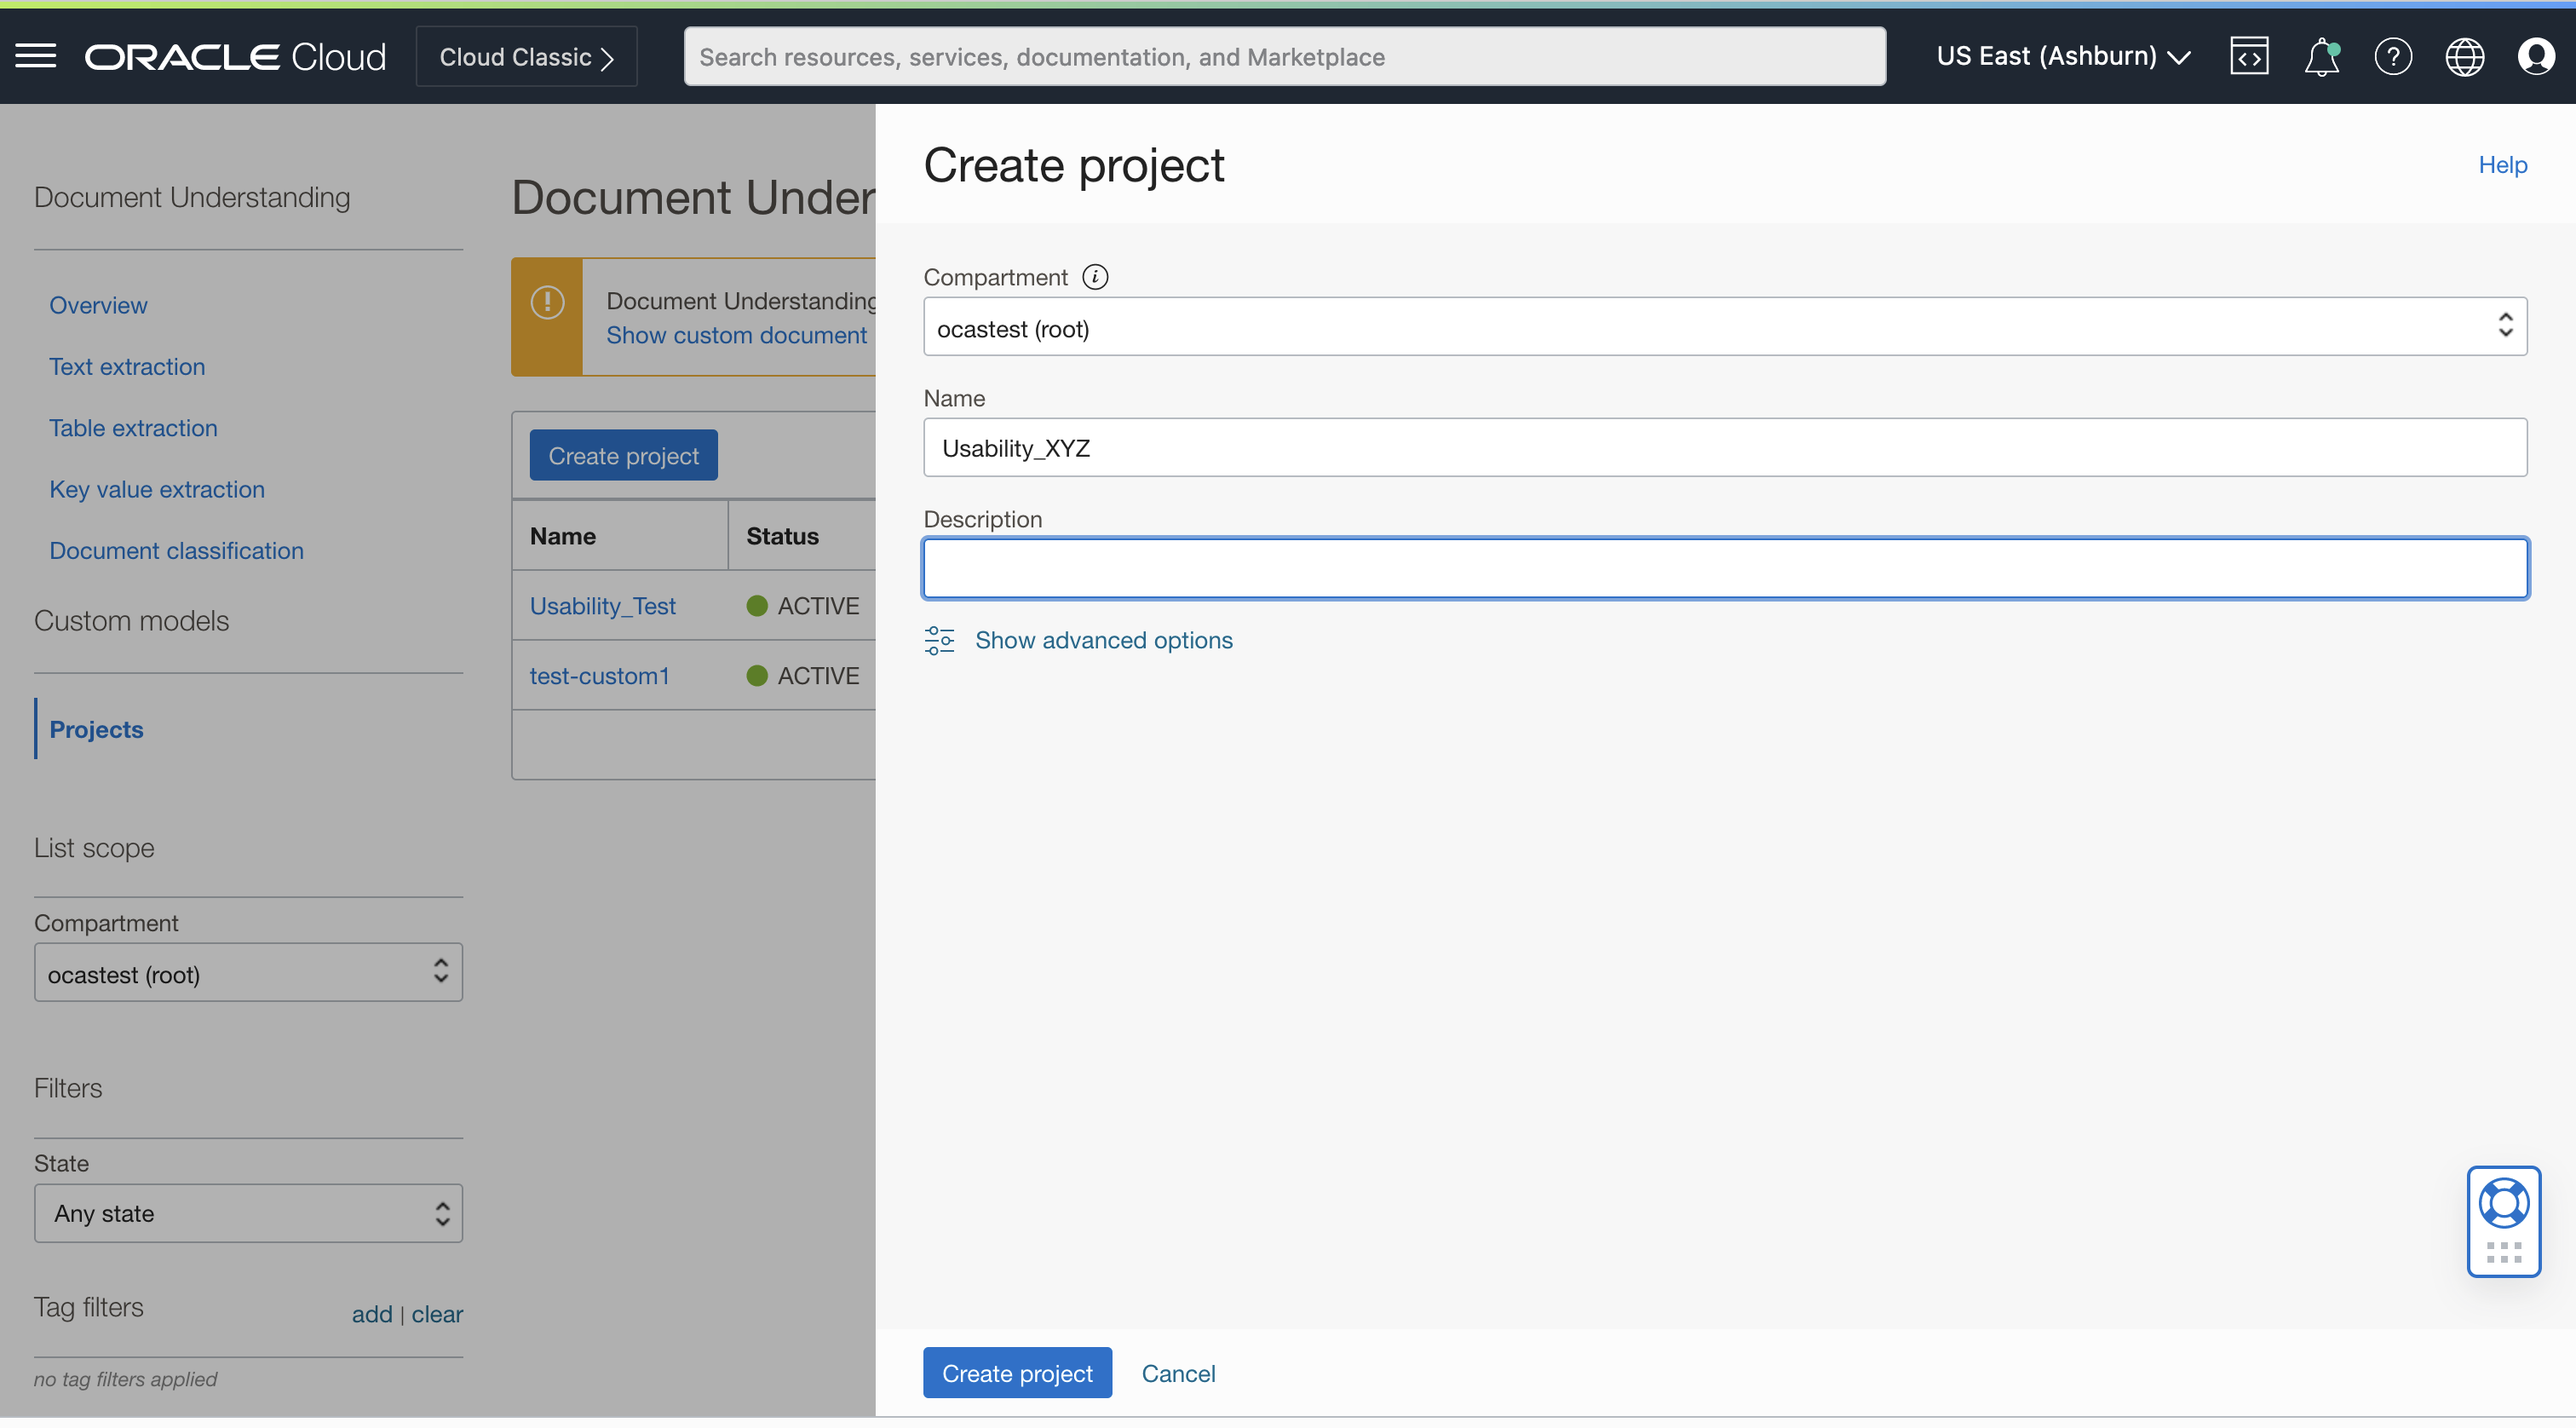 ORACLE Cloud
Cloud Classic
Search resources, services, documentation, and Marketplace
US East (Ashburn)
Document Understanding
Overview
Text extraction
Table extraction
Key value extraction
Document classification
Custom models
Projects
List scope
Compartment
ocastest (root)
Filters
State
Any state
Tag filters
add | clear
no tag filters applied
Document Under
Document Understanding
Show custom document
Create project
Name Status
Usability_Test ACTIVE
test-custom1 ACTIVE
Create project
Help
Compartment
ocastest (root)
Name
Usability_XYZ
Description
Show advanced options
Create project
Cancel